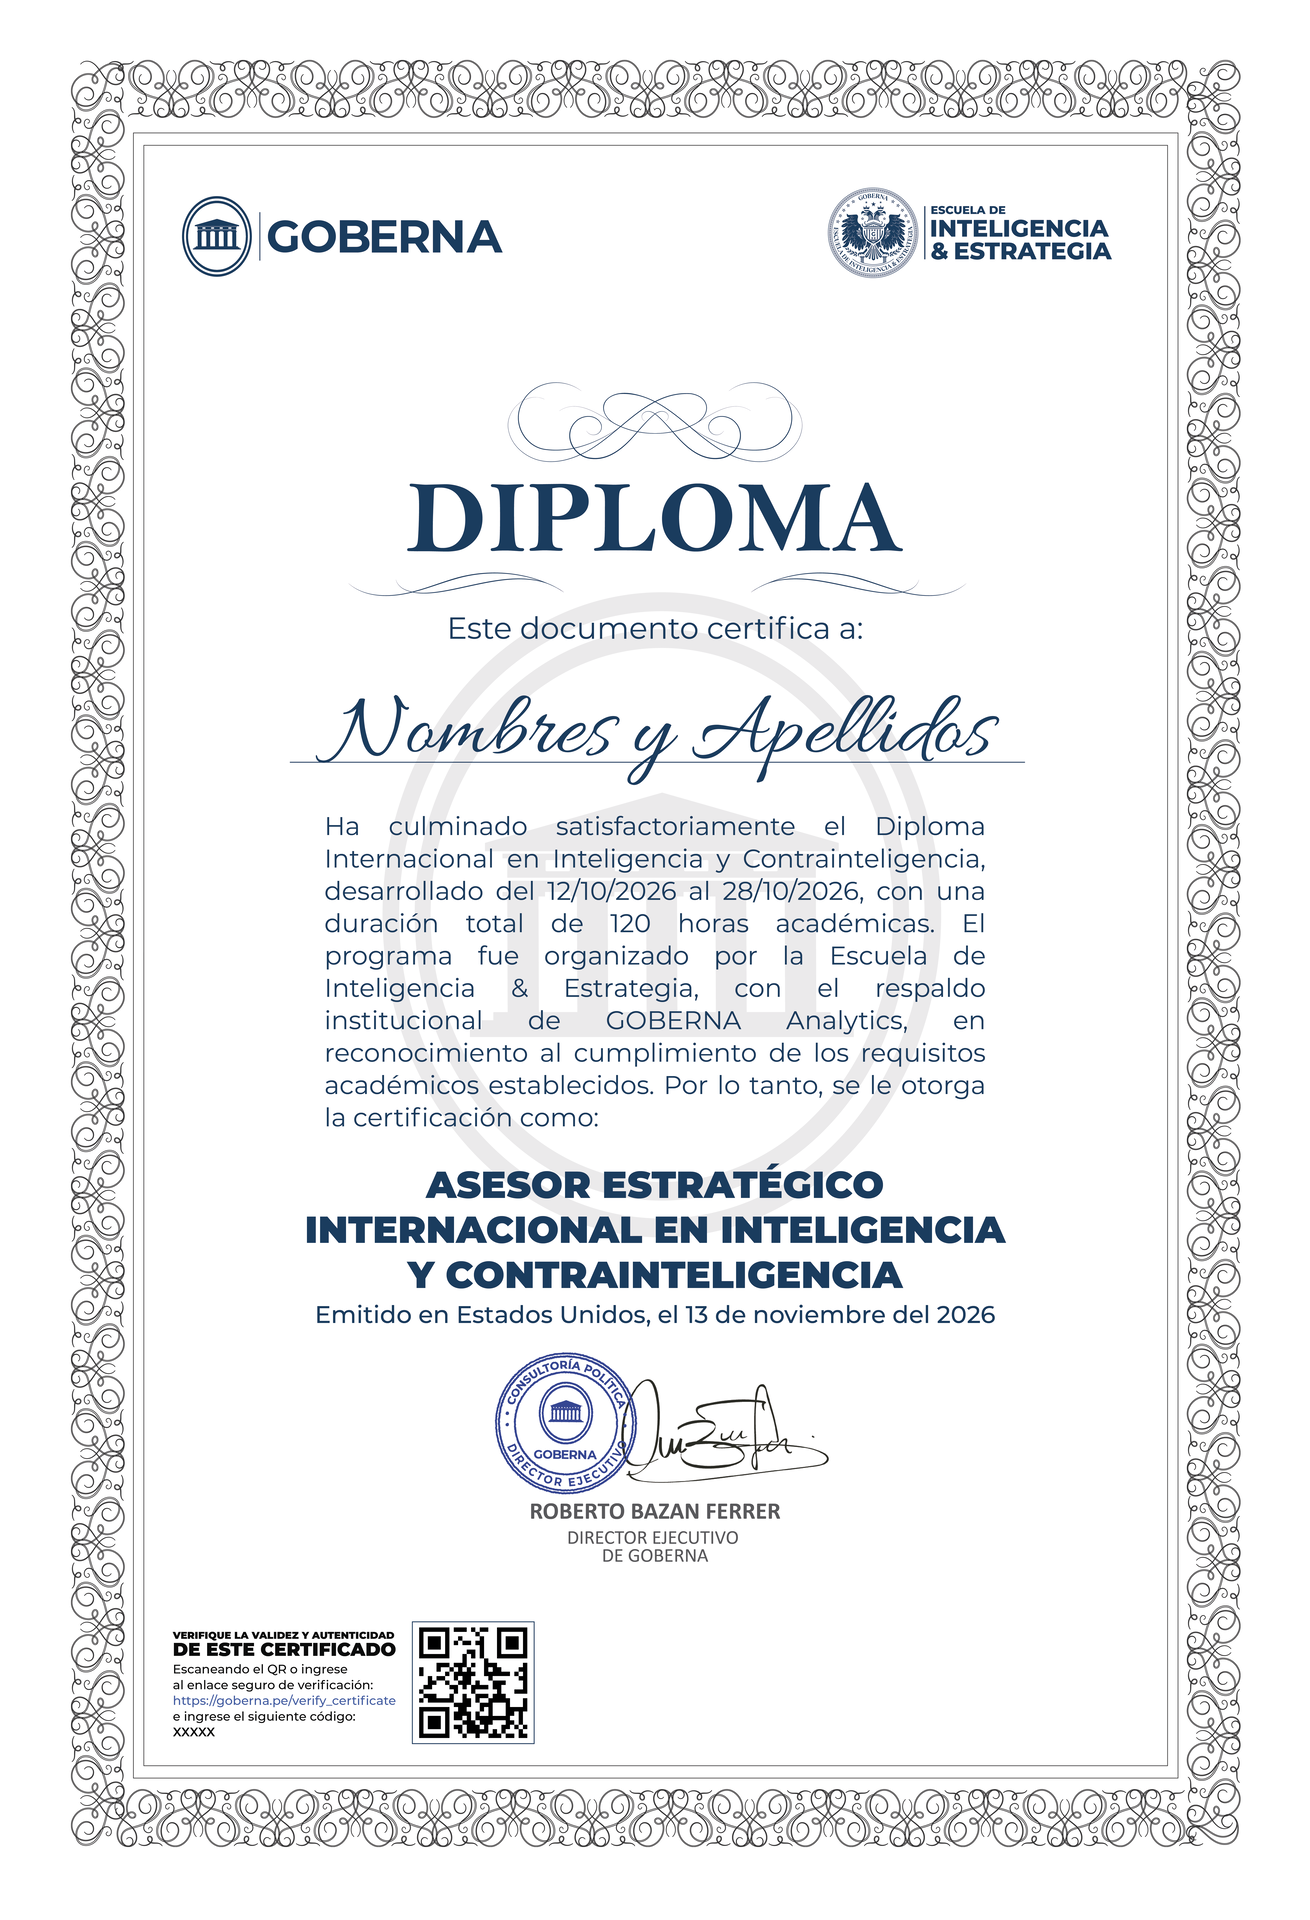 GOBERNA
GOBERNA
ESCUELA DE INTELIGENCIA & ESTRATEGIA
ESCUELA DE
INTELIGENCIA
& ESTRATEGIA
DIPLOMA
Este documento certifica a:
Nombres y Apellidos
Ha culminado satisfactoriamente el Diploma
Internacional en Inteligencia y Contrainteligencia,
desarrollado del 12/10/2026 al 28/10/2026, con una
duración total de 120 horas académicas. El
programa fue organizado por la Escuela de
Inteligencia & Estrategia, con el respaldo
institucional de GOBERNA Analytics, en
reconocimiento al cumplimiento de los requisitos
académicos establecidos. Por lo tanto, se le otorga
la certificación como:
ASESOR ESTRATÉGICO
INTERNACIONAL EN INTELIGENCIA
Y CONTRAINTELIGENCIA
Emitido en Estados Unidos, el 13 de noviembre del 2026
CONSULTORÍA POLÍTICA
GOBERNA
DIRECTOR EJECUTIVO
ROBERTO BAZAN FERRER
DIRECTOR EJECUTIVO
DE GOBERNA
VERIFIQUE LA VALIDEZ Y AUTENTICIDAD
DE ESTE CERTIFICADO
Escaneando el QR o ingrese
al enlace seguro de verificación:
https://goberna.pe/verify_certificate
e ingrese el siguiente código:
XXXXX